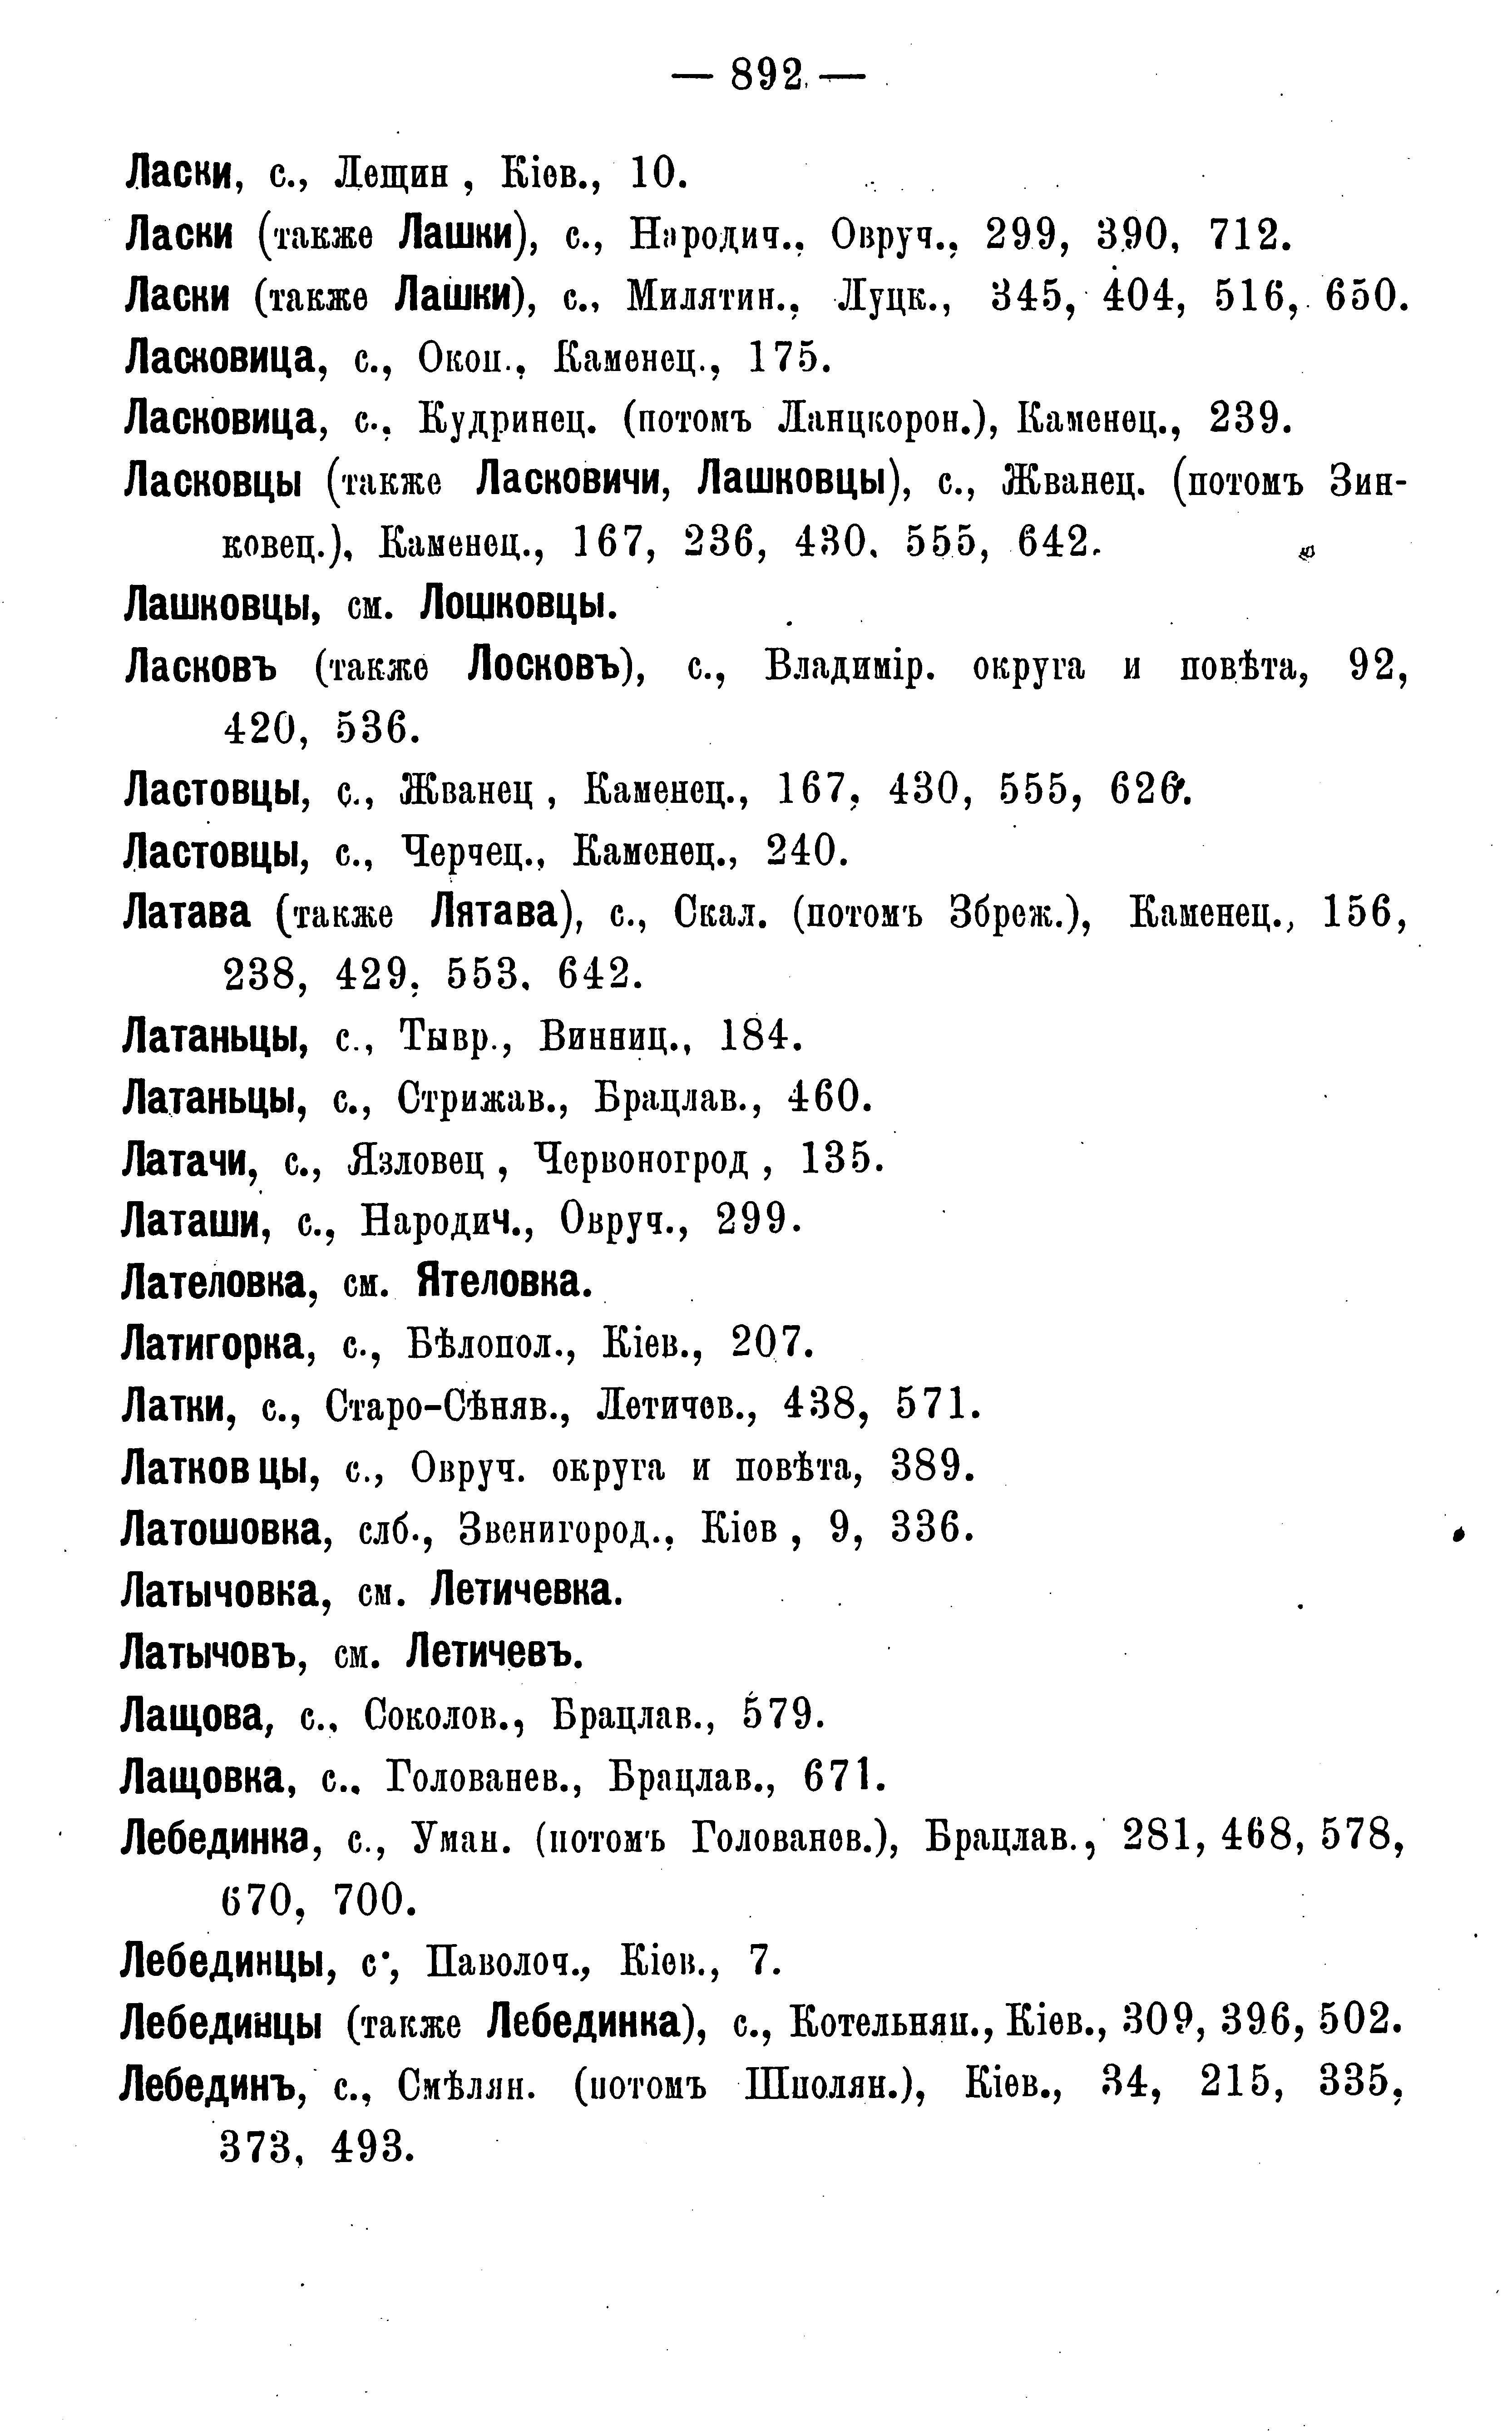 — 892 —
Ласки, с., Лещин , Кіев., 10.
Ласки (также Лашки), с., Народич., Овруч., 299, 390, 712.
Ласки (также Лашки), с., Милятин., Луцк., 345, 404, 516, 650.
Ласковица, с., Окоп., Каменец., 175.
Ласковица, с., Кудринец. (потомъ Ланцкорон.), Каменец., 239.
Ласковцы (также Ласковичи, Лашковцы), с., Жванец. (потомъ Зин-
ковец.), Каменец., 167, 236, 430, 555, 642.
Лашковцы, см. Лошковцы.
Ласковъ (также Лосковъ), с., Владимір. округа и повѣта, 92,
420, 536.
Ластовцы, с., Жванец , Каменец., 167, 430, 555, 626.
Ластовцы, с., Черчец., Каменец., 240.
Латава (также Лятава), с., Скал. (потомъ Збреж.), Каменец., 156,
238, 429, 553, 642.
Латаньцы, с., Тывр., Винниц., 184.
Латаньцы, с., Стрижав., Брацлав., 460.
Латачи, с., Язловец , Червоногрод , 135.
Латаши, с., Народич., Овруч., 299.
Лателовка, см. Ятеловка.
Латигорка, с., Бѣлопол., Кіев., 207.
Латки, с., Старо-Сѣняв., Летичев., 438, 571.
Латковцы, с., Овруч. округа и повѣта, 389.
Латошовка, слб., Звенигород., Кіев , 9, 336.
Латычовка, см. Летичевка.
Латычовъ, см. Летичевъ.
Лащова, с., Соколов., Брацлав., 579.
Лащовка, с., Голованев., Брацлав., 671.
Лебединка, с., Уман. (потомъ Голованев.), Брацлав., 281, 468, 578,
670, 700.
Лебединцы, с., Паволоч., Кіев., 7.
Лебединцы (также Лебединка), с., Котельнян., Кіев., 309, 396, 502.
Лебединъ, с., Смѣлян. (потомъ Шполян.), Кіев., 34, 215, 335,
373, 493.